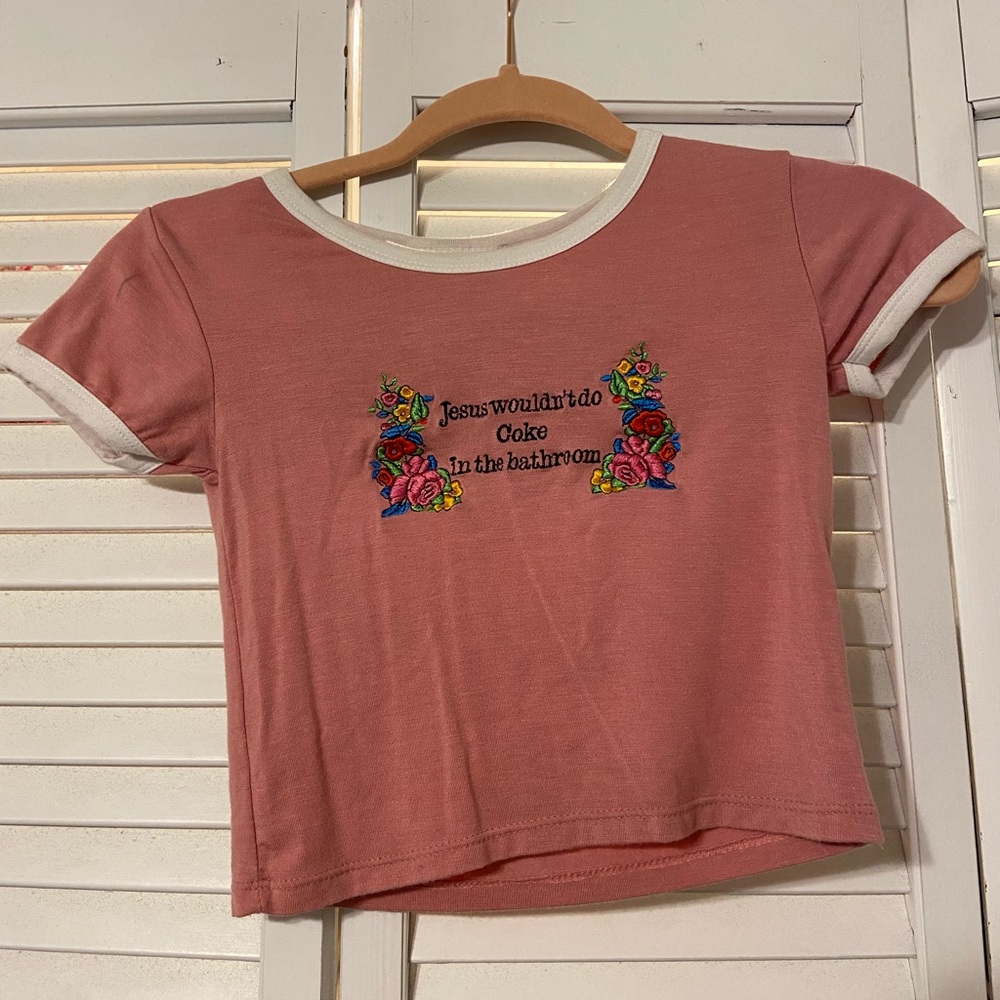 Jesus wouldn't do
Coke
in the bathroom